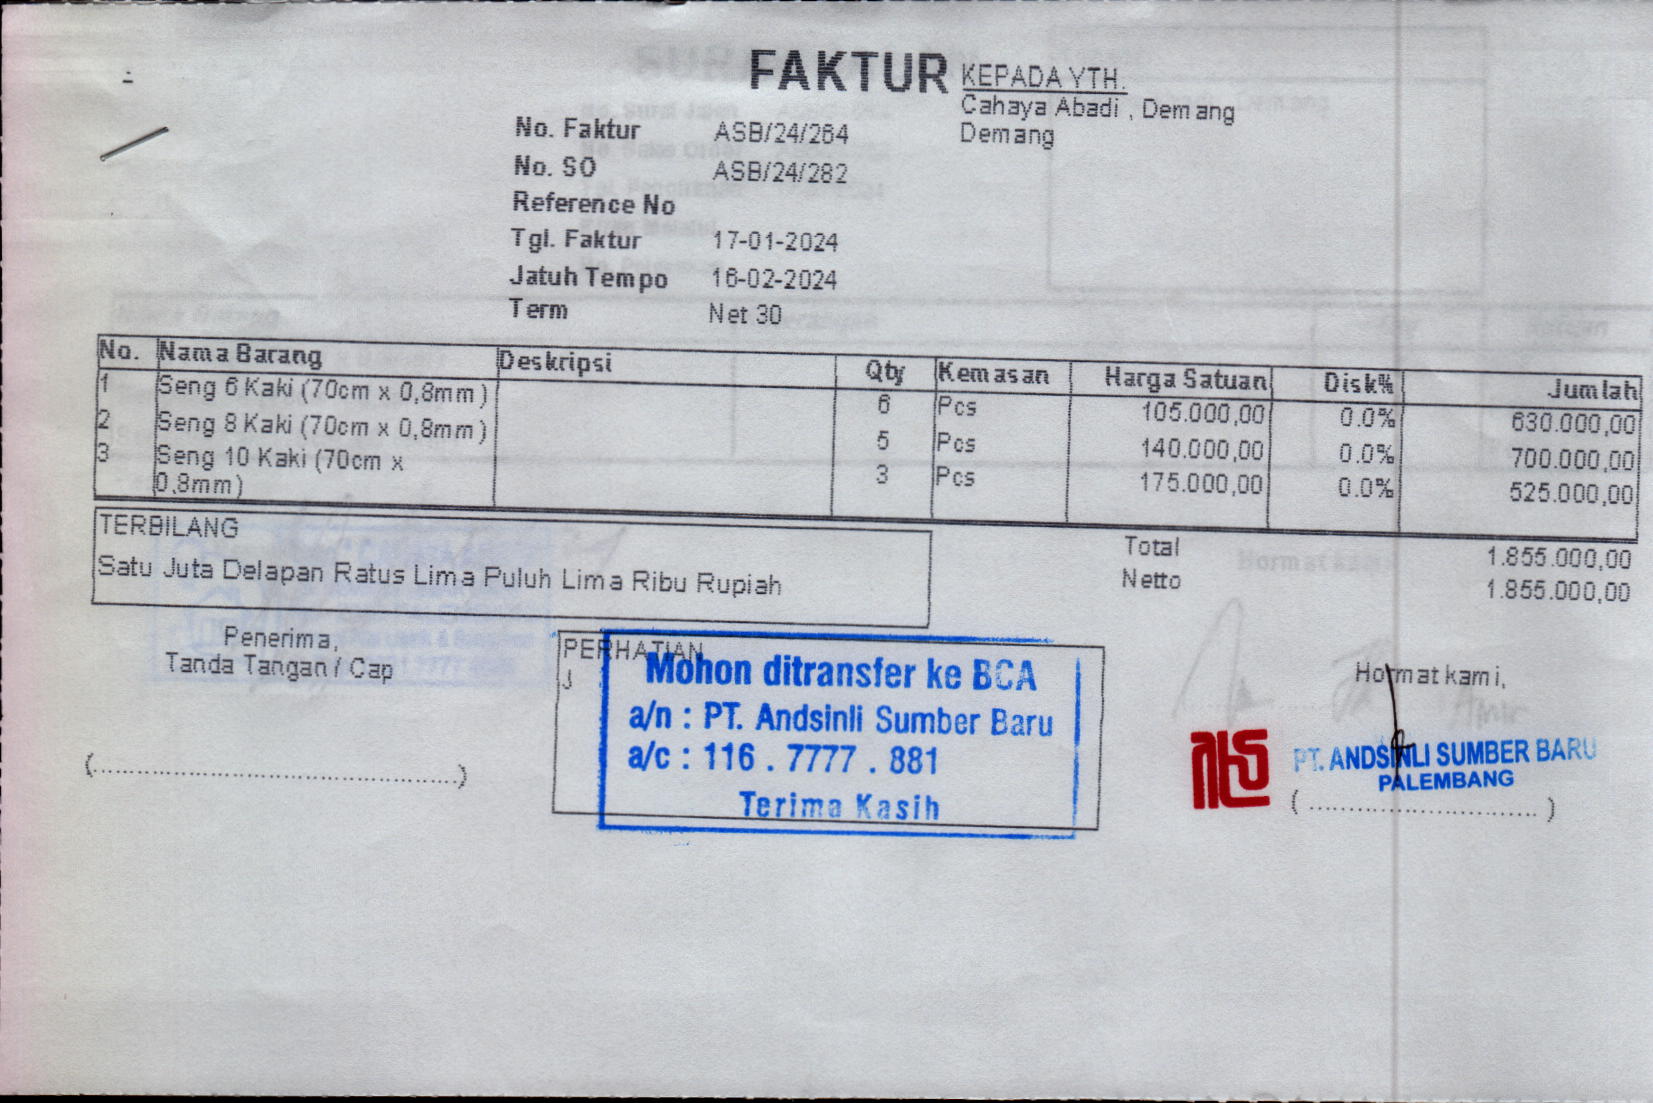 FAKTUR
KEPADA YTH.
Cahaya Abadi , Demang
Demang
No. Faktur ASB/24/264
No. SO ASB/24/282
Reference No
Tgl. Faktur 17-01-2024
Jatuh Tempo 16-02-2024
Term Net 30
No. Nama Barang Deskripsi Qty Kemasan Harga Satuan Disk% Jumlah
1 Seng 6 Kaki (70cm x 0,8mm) 6 Pcs 105.000,00 0.0% 630.000,00
2 Seng 8 Kaki (70cm x 0,8mm) 5 Pcs 140.000,00 0.0% 700.000,00
3 Seng 10 Kaki (70cm x 3 Pcs 175.000,00 0.0% 525.000,00
0,8mm)
TERBILANG
Satu Juta Delapan Ratus Lima Puluh Lima Ribu Rupiah
Total 1.855.000,00
Netto 1.855.000,00
Penerima,
Tanda Tangan / Cap
(..................................................)
PERHATIAN
J
Mohon ditransfer ke BCA
a/n : PT. Andsinli Sumber Baru
a/c : 116 . 7777 . 881
Terima Kasih
Hormat kami,
PT. ANDSINLI SUMBER BARU
PALEMBANG
( ................................ )